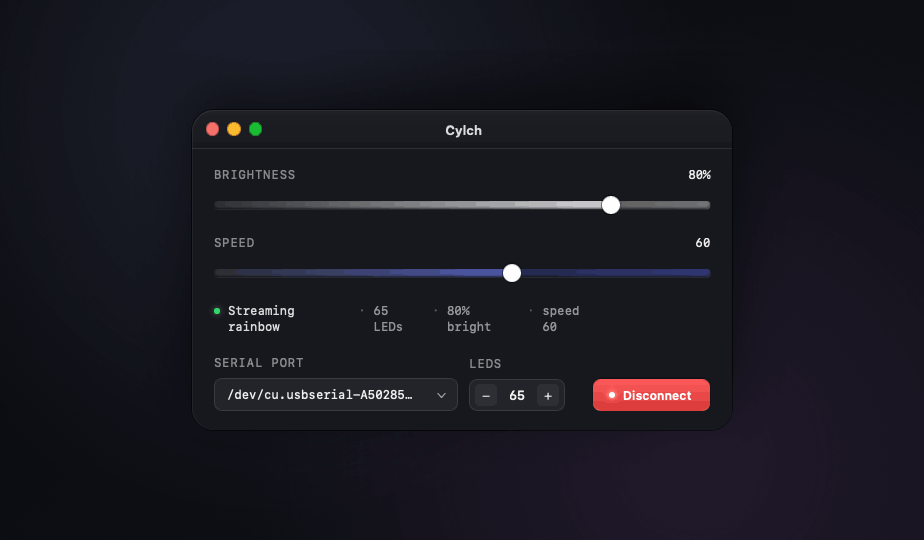 Cylch
BRIGHTNESS 80%
SPEED 60
Streaming · 65 · 80% · speed
rainbow LEDs bright 60
SERIAL PORT LEDS
/dev/cu.usbserial-A50285… − 65 + Disconnect